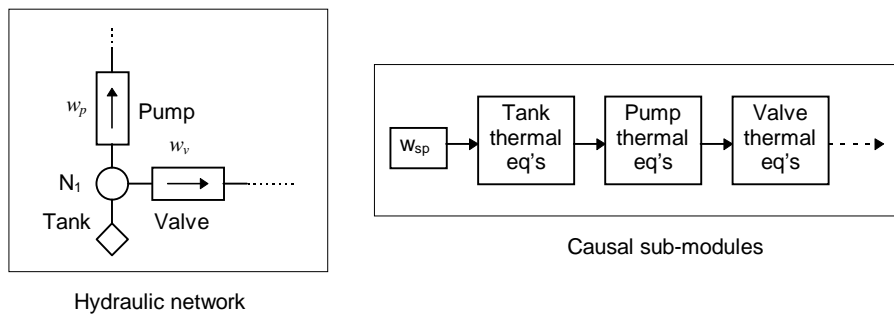 w_p
Pump
w_v
N₁
Tank
Valve
Hydraulic network
w_sp
Tank
thermal
eq's
Pump
thermal
eq's
Valve
thermal
eq's
Causal sub-modules